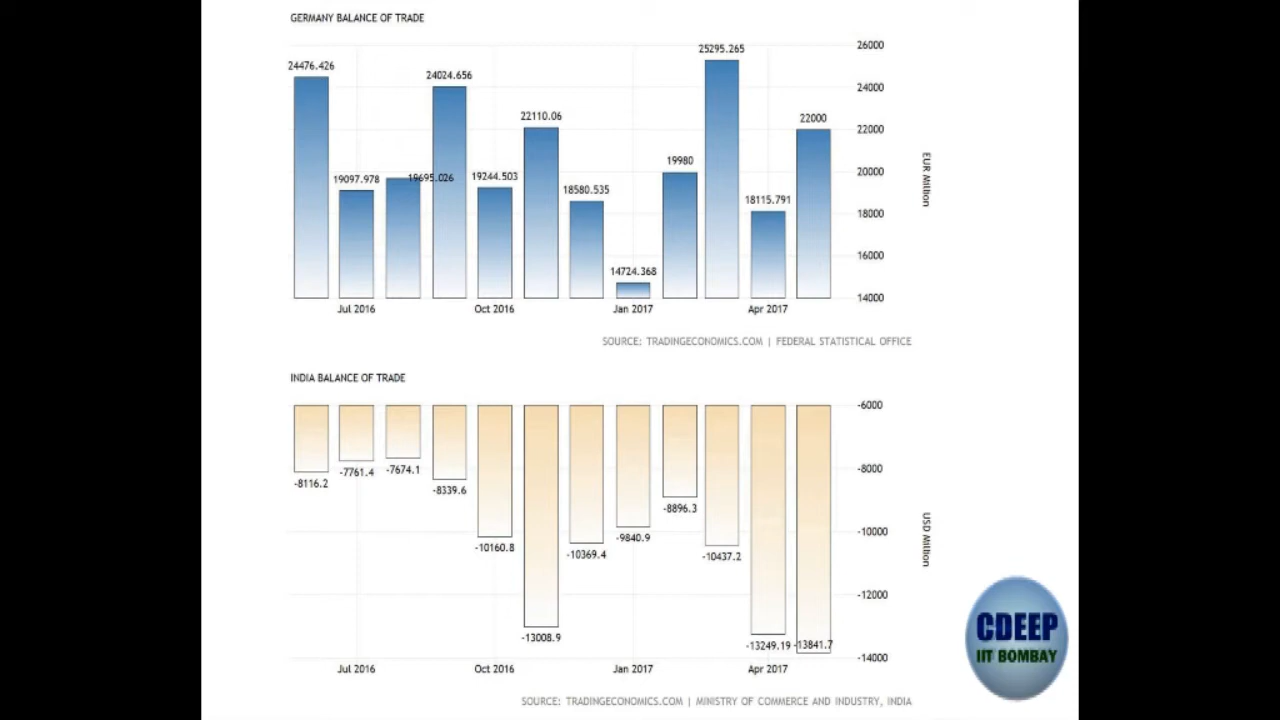 GERMANY BALANCE OF TRADE
26000
25295.265
24476.426
24024.656
24000
22110.06
22000
22000
EUR Million
19980
20000
19097.978
19695.026
19244.503
18580.535
18115.791
18000
16000
14724.368
14000
Jul 2016
Oct 2016
Jan 2017
Apr 2017
SOURCE: TRADINGECONOMICS.COM | FEDERAL STATISTICAL OFFICE
INDIA BALANCE OF TRADE
-6000
-8000
-7761.4
-7674.1
-8116.2
-8339.6
-8896.3
USD Million
-10000
-9840.9
-10160.8
-10369.4
-10437.2
-12000
-13008.9
-13249.19
-13841.7
-14000
Jul 2016
Oct 2016
Jan 2017
Apr 2017
SOURCE: TRADINGECONOMICS.COM | MINISTRY OF COMMERCE AND INDUSTRY, INDIA
CDEEP
IIT BOMBAY